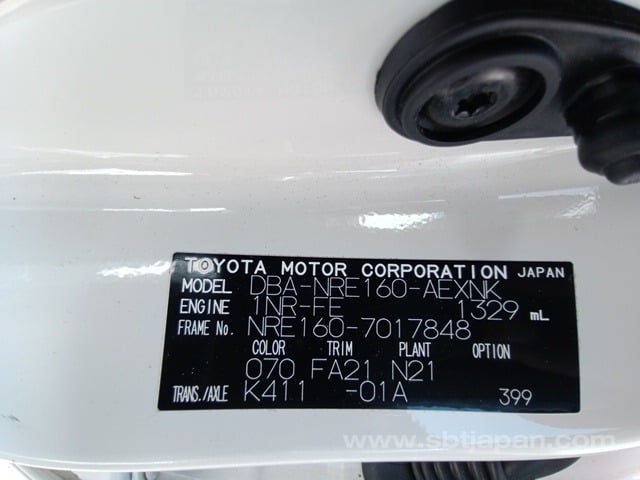 TOYOTA MOTOR CORPORATION JAPAN
MODEL DBA-NRE160-AEXNK
ENGINE 1NR-FE 1329 mL
FRAME No. NRE160-7017848
COLOR TRIM PLANT OPTION
070 FA21 N21
TRANS./AXLE K411 -01A 399
www.sbtjapan.com